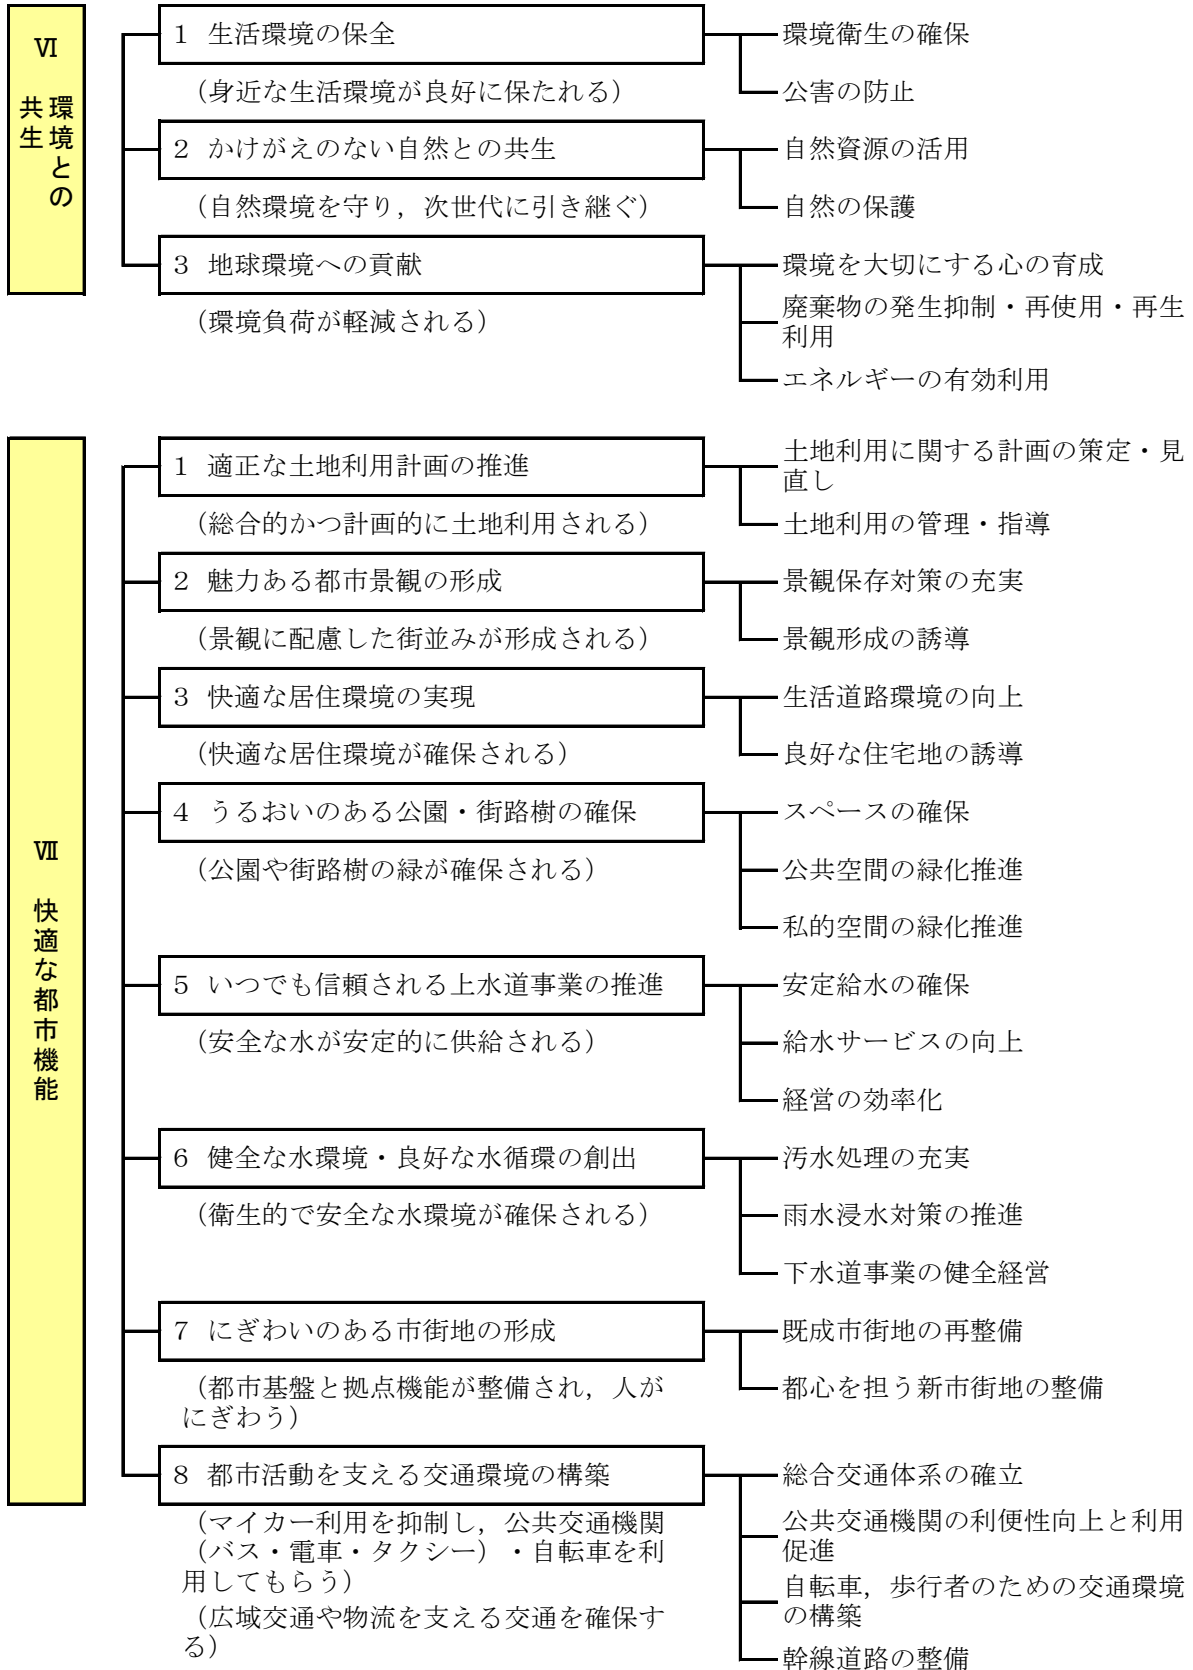 Ⅵ 環境との共生
1 生活環境の保全
環境衛生の確保
（身近な生活環境が良好に保たれる）
公害の防止
2 かけがえのない自然との共生
自然資源の活用
（自然環境を守り，次世代に引き継ぐ）
自然の保護
3 地球環境への貢献
環境を大切にする心の育成
（環境負荷が軽減される）
廃棄物の発生抑制・再使用・再生
利用
エネルギーの有効利用
Ⅶ 快適な都市機能
1 適正な土地利用計画の推進
土地利用に関する計画の策定・見
直し
（総合的かつ計画的に土地利用される）
土地利用の管理・指導
2 魅力ある都市景観の形成
景観保存対策の充実
（景観に配慮した街並みが形成される）
景観形成の誘導
3 快適な居住環境の実現
生活道路環境の向上
（快適な居住環境が確保される）
良好な住宅地の誘導
4 うるおいのある公園・街路樹の確保
スペースの確保
（公園や街路樹の緑が確保される）
公共空間の緑化推進
私的空間の緑化推進
5 いつでも信頼される上水道事業の推進
安定給水の確保
（安全な水が安定的に供給される）
給水サービスの向上
経営の効率化
6 健全な水環境・良好な水循環の創出
汚水処理の充実
（衛生的で安全な水環境が確保される）
雨水浸水対策の推進
下水道事業の健全経営
7 にぎわいのある市街地の形成
既成市街地の再整備
（都市基盤と拠点機能が整備され，人が
にぎわう）
都心を担う新市街地の整備
8 都市活動を支える交通環境の構築
総合交通体系の確立
（マイカー利用を抑制し，公共交通機関
（バス・電車・タクシー）・自転車を利
用してもらう）
（広域交通や物流を支える交通を確保す
る）
公共交通機関の利便性向上と利用
促進
自転車，歩行者のための交通環境
の構築
幹線道路の整備